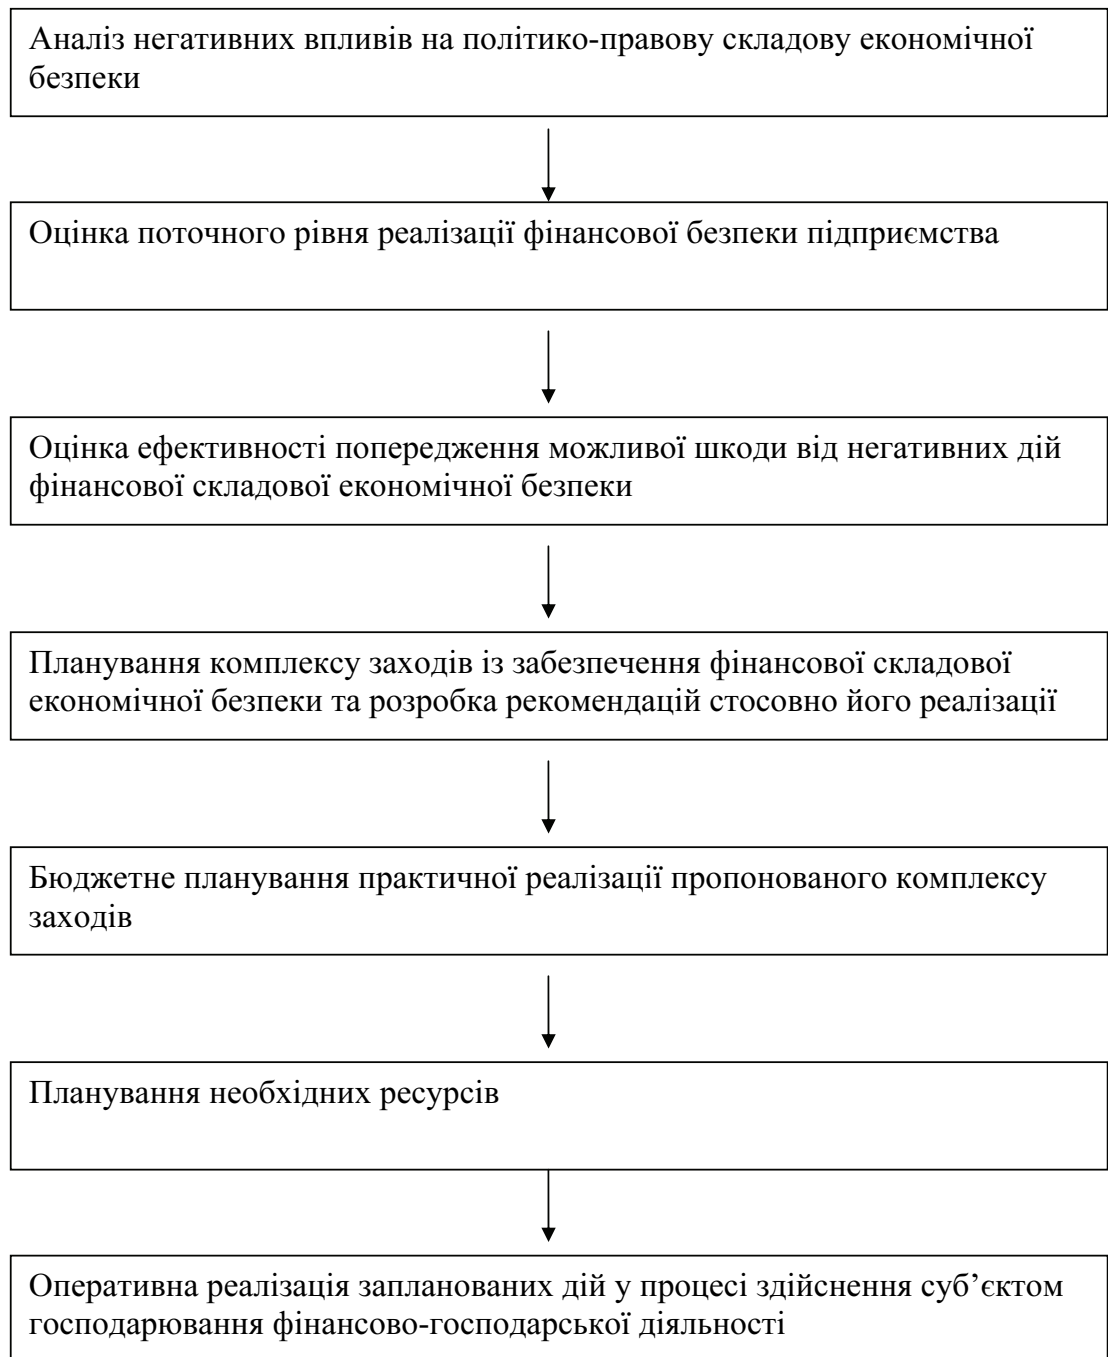 Аналіз негативних впливів на політико-правову складову економічної
безпеки
Оцінка поточного рівня реалізації фінансової безпеки підприємства
Оцінка ефективності попередження можливої шкоди від негативних дій
фінансової складової економічної безпеки
Планування комплексу заходів із забезпечення фінансової складової
економічної безпеки та розробка рекомендацій стосовно його реалізації
Бюджетне планування практичної реалізації пропонованого комплексу
заходів
Планування необхідних ресурсів
Оперативна реалізація запланованих дій у процесі здійснення суб’єктом
господарювання фінансово-господарської діяльності